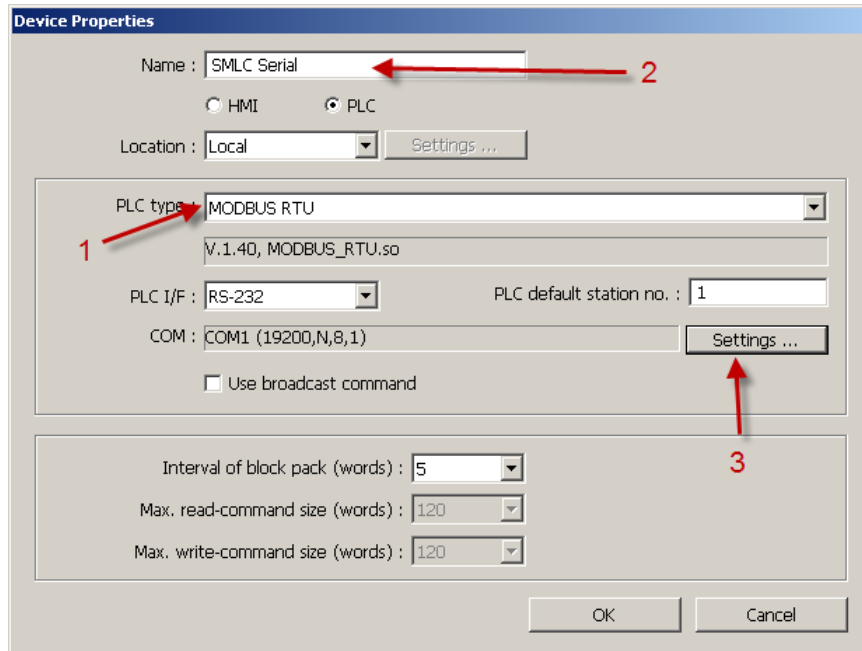 Device Properties
Name : SMLC Serial
2
HMI PLC
Location : Local Settings ...
PLC type : MODBUS RTU
1
V.1.40, MODBUS_RTU.so
PLC I/F : RS-232 PLC default station no. : 1
COM : COM1 (19200,N,8,1) Settings ...
Use broadcast command
3
Interval of block pack (words) : 5
Max. read-command size (words) : 120
Max. write-command size (words) : 120
OK Cancel